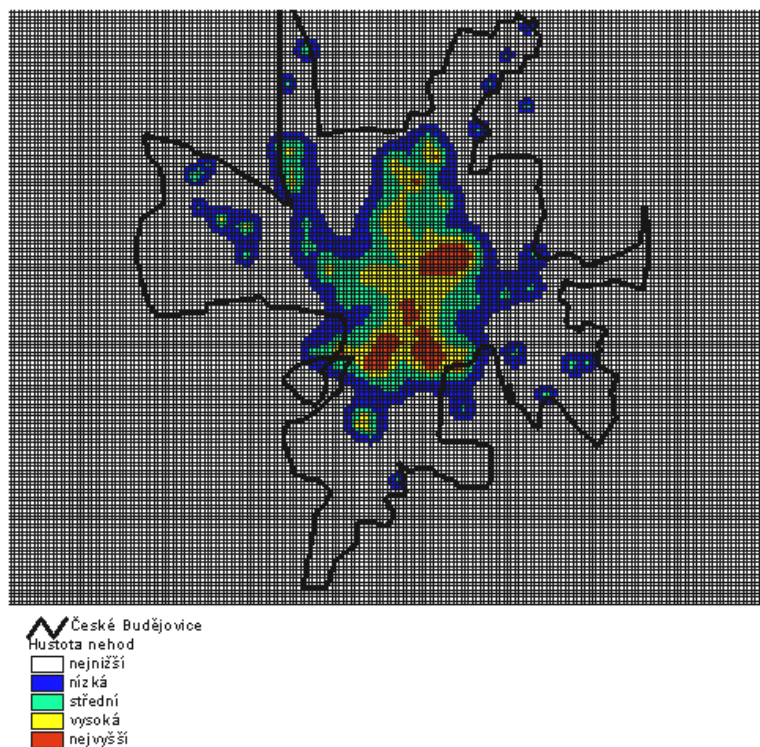 České Budějovice
Hustota nehod
nejnižší
nízká
střední
vysoká
nejvyšší